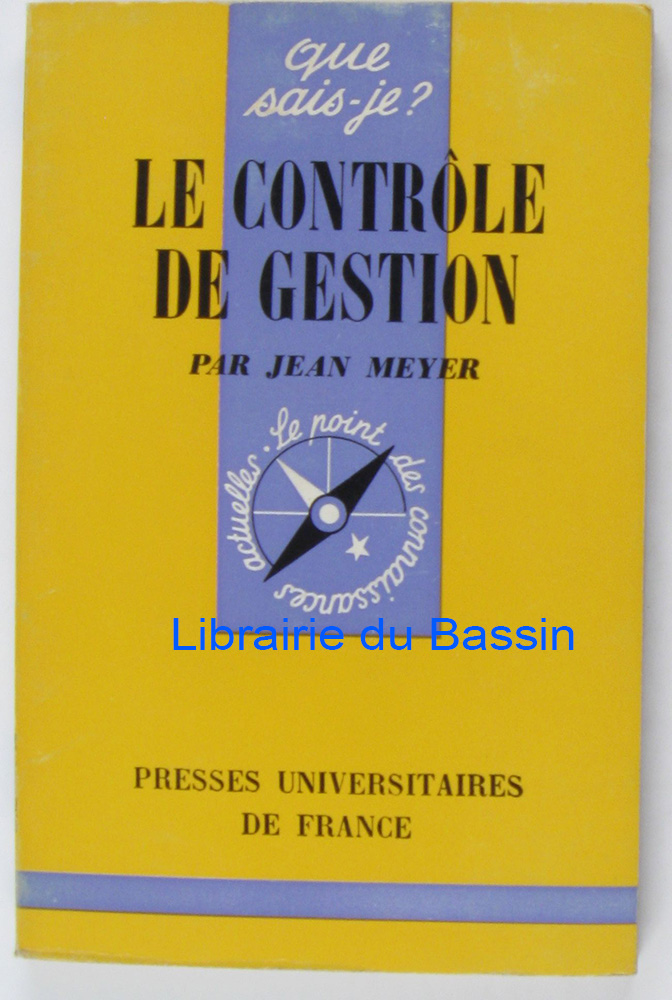 que
sais-je?
LE CONTRÔLE
DE GESTION
PAR JEAN MEYER
Le point des connaissances actuelles.
Librairie du Bassin
PRESSES UNIVERSITAIRES
DE FRANCE